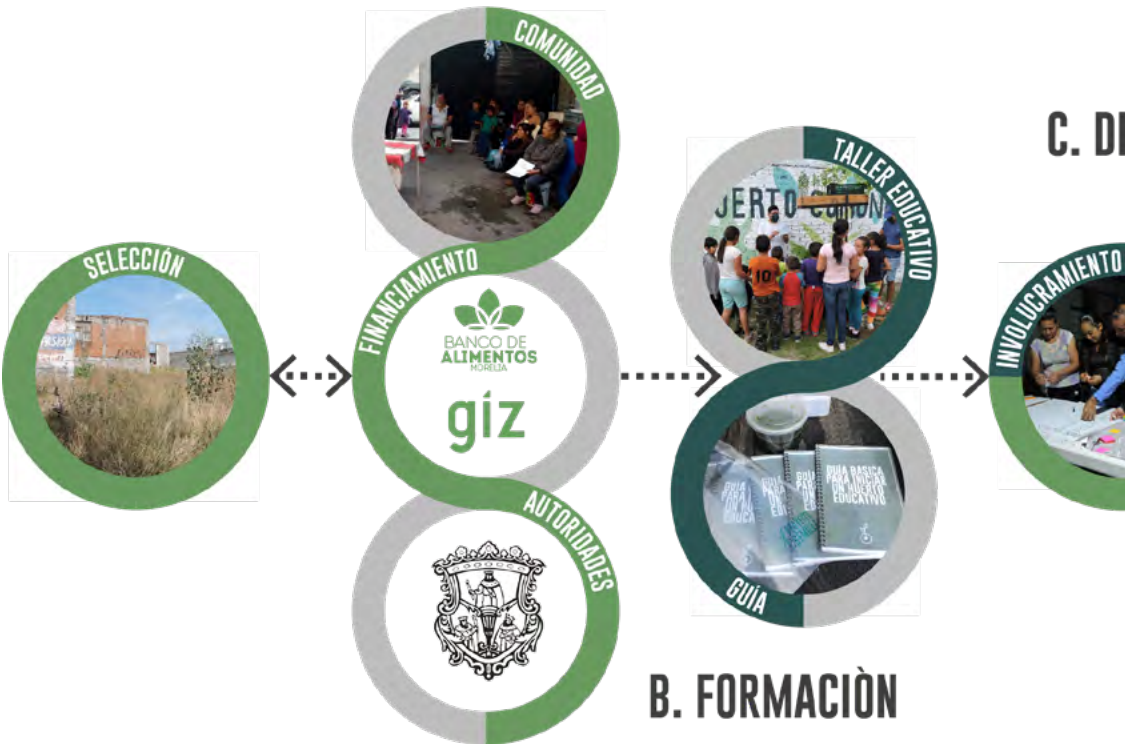 SELECCIÓN
COMUNIDAD
FINANCIAMIENTO
BANCO DE
ALIMENTOS
MORELIA
giz
AUTORIDADES
TALLER EDUCATIVO
GUÍA
GUÍA BÁSICA
PARA INICIAR
UN HUERTO
EDUCATIVO
10
B. FORMACIÒN
C. D
INVOLUCRAMIENTO